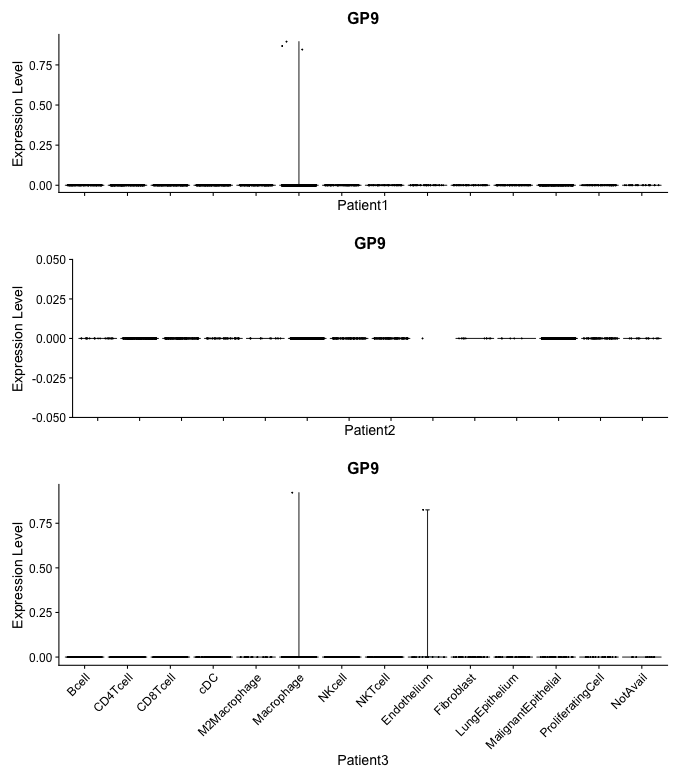 GP9
Expression Level
0.75
0.50
0.25
0.00
Patient1
GP9
Expression Level
0.050
0.025
0.000
-0.025
-0.050
Patient2
GP9
Expression Level
0.75
0.50
0.25
0.00
Bcell
CD4Tcell
CD8Tcell
cDC
M2Macrophage
Macrophage
NKcell
NKTcell
Endothelium
Fibroblast
LungEpithelium
MalignantEpithelial
ProliferatingCell
NotAvail
Patient3